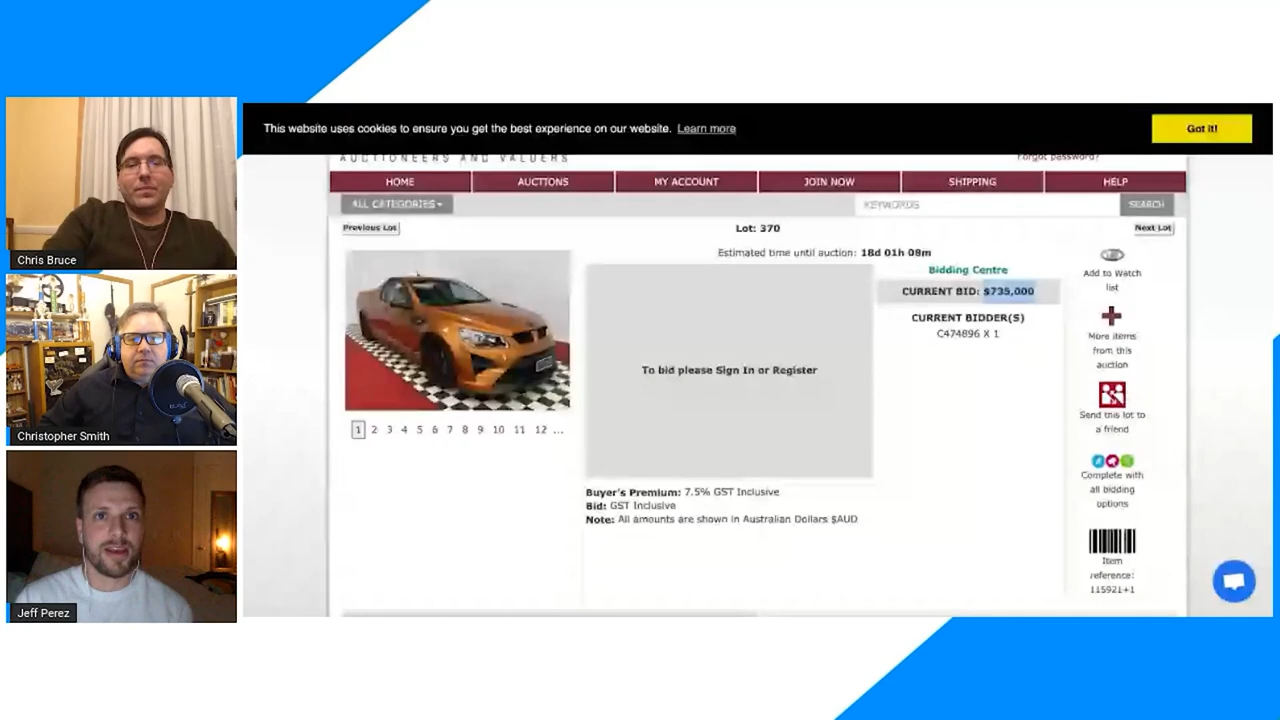 Chris Bruce
Christopher Smith
Jeff Perez
This website uses cookies to ensure you get the best experience on our website. Learn more
Got it!
AUCTIONEERS AND VALUERS
Forgot password?
HOME
AUCTIONS
MY ACCOUNT
JOIN NOW
SHIPPING
HELP
ALL CATEGORIES
KEYWORDS
SEARCH
Previous Lot
Lot: 370
Next Lot
Estimated time until auction: 18d 01h 08m
Bidding Centre
CURRENT BID: $735,000
CURRENT BIDDER(S)
C474896 X 1
To bid please Sign In or Register
1 2 3 4 5 6 7 8 9 10 11 12 ...
Buyer's Premium: 7.5% GST Inclusive
Bid: GST Inclusive
Note: All amounts are shown in Australian Dollars $AUD
Add to Watch
list
More items
from this
auction
Send this lot to
a friend
Complete with
all bidding
options
Item
reference:
115921+1